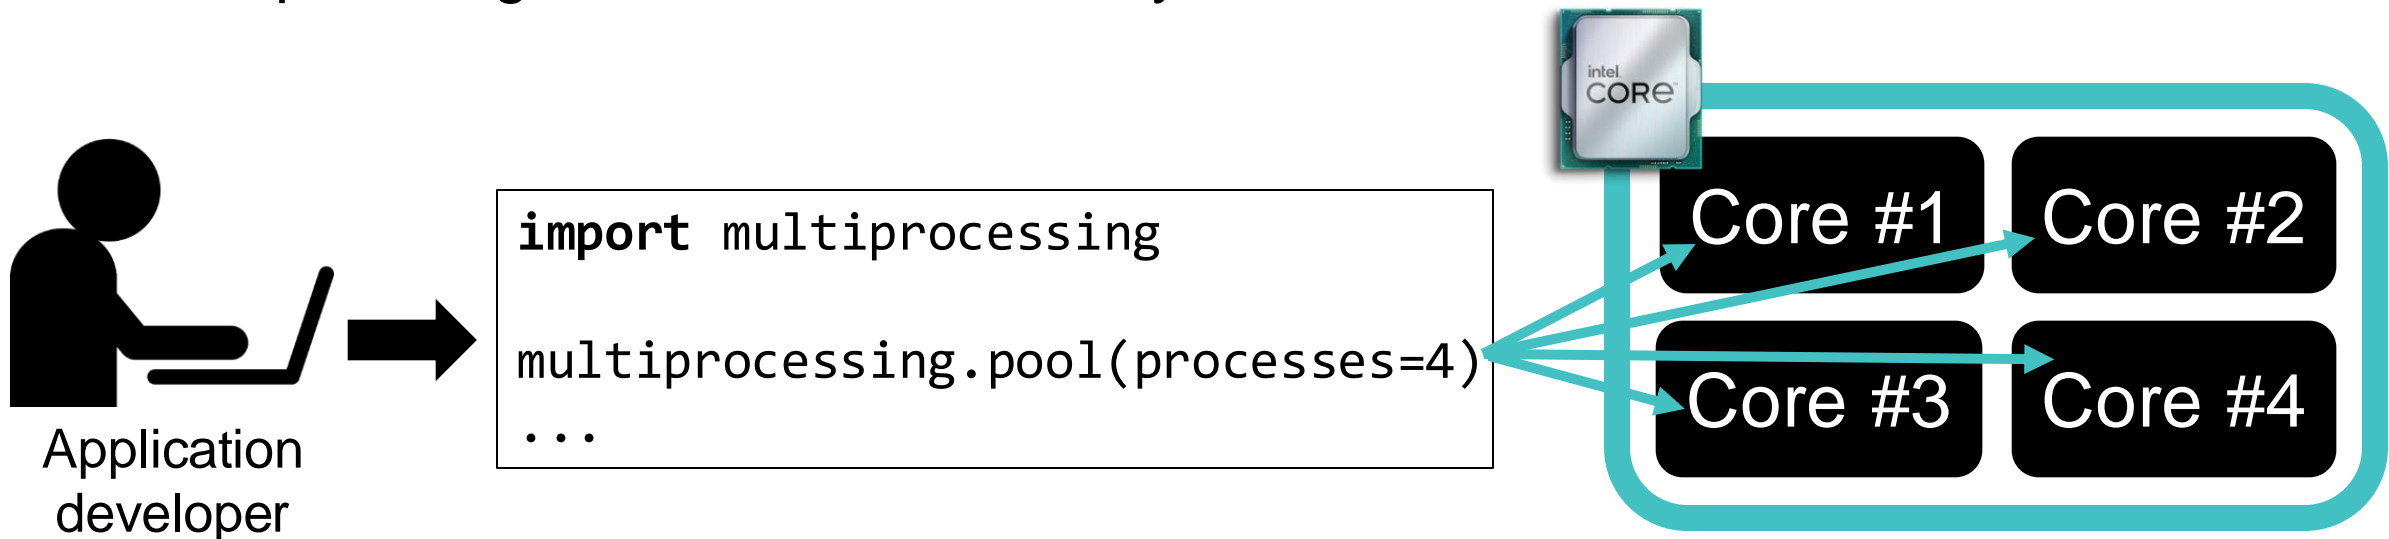 intel.
CORE
import multiprocessing
multiprocessing.pool(processes=4)
...
Application
developer
Core #1
Core #2
Core #3
Core #4